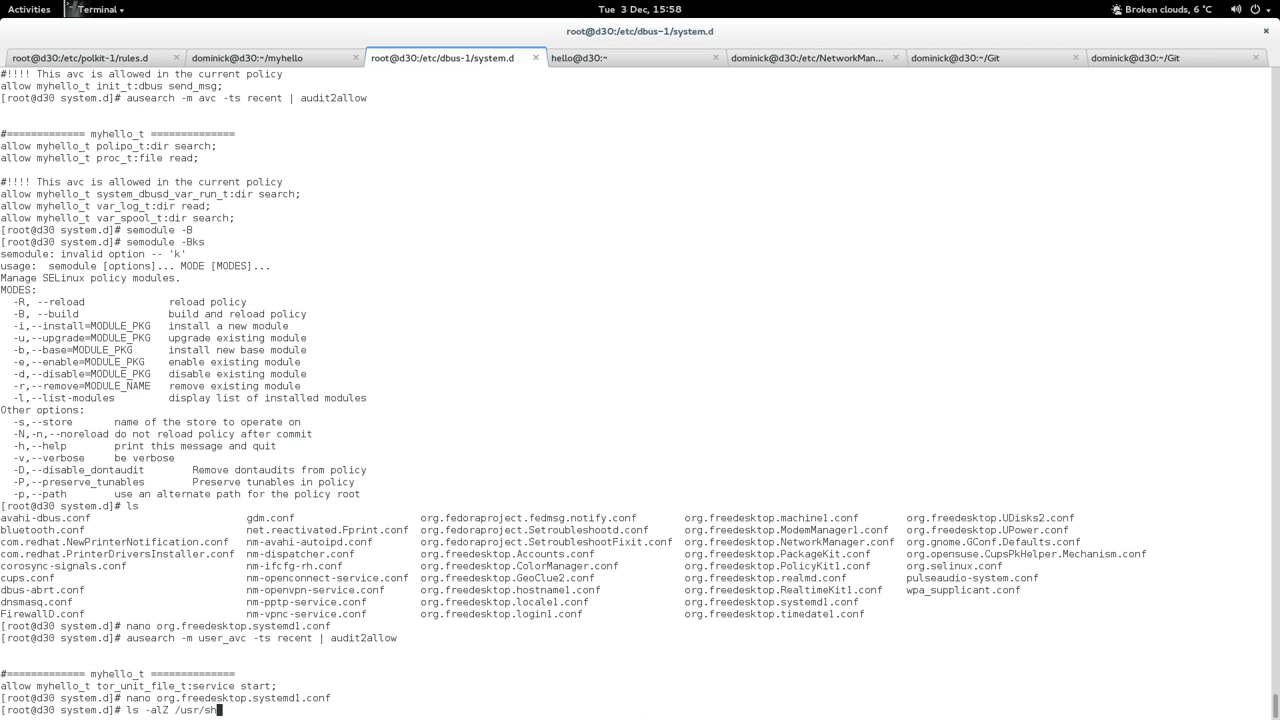 Activities Terminal Tue 3 Dec, 15:58 Broken clouds, 6 °C
root@d30:/etc/dbus-1/system.d
root@d30:/etc/polkit-1/rules.d × dominick@d30:~/myhello × root@d30:/etc/dbus-1/system.d × hello@d30:~ × dominick@d30:/etc/NetworkMan... × dominick@d30:~/Git × dominick@d30:~/Git ×
#!!!! This avc is allowed in the current policy
allow myhello_t init_t:dbus send_msg;
[root@d30 system.d]# ausearch -m avc -ts recent | audit2allow
#============= myhello_t ==============
allow myhello_t polipo_t:dir search;
allow myhello_t proc_t:file read;
#!!!! This avc is allowed in the current policy
allow myhello_t system_dbusd_var_run_t:dir search;
allow myhello_t var_log_t:dir read;
allow myhello_t var_spool_t:dir search;
[root@d30 system.d]# semodule -B
[root@d30 system.d]# semodule -Bks
semodule: invalid option -- 'k'
usage:  semodule [options]... MODE [MODES]...
Manage SELinux policy modules.
MODES:
  -R, --reload              reload policy
  -B, --build               build and reload policy
  -i,--install=MODULE_PKG   install a new module
  -u,--upgrade=MODULE_PKG   upgrade existing module
  -b,--base=MODULE_PKG      install new base module
  -e,--enable=MODULE_PKG    enable existing module
  -d,--disable=MODULE_PKG   disable existing module
  -r,--remove=MODULE_NAME   remove existing module
  -l,--list-modules         display list of installed modules
Other options:
  -s,--store       name of the store to operate on
  -N,-n,--noreload do not reload policy after commit
  -h,--help        print this message and quit
  -v,--verbose     be verbose
  -D,--disable_dontaudit        Remove dontaudits from policy
  -P,--preserve_tunables        Preserve tunables in policy
  -p,--path        use an alternate path for the policy root
[root@d30 system.d]# ls
avahi-dbus.conf gdm.conf org.fedoraproject.fedmsg.notify.conf org.freedesktop.machine1.conf org.freedesktop.UDisks2.conf
bluetooth.conf net.reactivated.Fprint.conf org.fedoraproject.Setroubleshootd.conf org.freedesktop.ModemManager1.conf org.freedesktop.UPower.conf
com.redhat.NewPrinterNotification.conf nm-avahi-autoipd.conf org.fedoraproject.SetroubleshootFixit.conf org.freedesktop.NetworkManager.conf org.gnome.GConf.Defaults.conf
com.redhat.PrinterDriversInstaller.conf nm-dispatcher.conf org.freedesktop.Accounts.conf org.freedesktop.PackageKit.conf org.opensuse.CupsPkHelper.Mechanism.conf
corosync-signals.conf nm-ifcfg-rh.conf org.freedesktop.ColorManager.conf org.freedesktop.PolicyKit1.conf org.selinux.conf
cups.conf nm-openconnect-service.conf org.freedesktop.GeoClue2.conf org.freedesktop.realmd.conf pulseaudio-system.conf
dbus-abrt.conf nm-openvpn-service.conf org.freedesktop.hostname1.conf org.freedesktop.RealtimeKit1.conf wpa_supplicant.conf
dnsmasq.conf nm-pptp-service.conf org.freedesktop.locale1.conf org.freedesktop.systemd1.conf
FirewallD.conf nm-vpnc-service.conf org.freedesktop.login1.conf org.freedesktop.timedate1.conf
[root@d30 system.d]# nano org.freedesktop.systemd1.conf
[root@d30 system.d]# ausearch -m user_avc -ts recent | audit2allow
#============= myhello_t ==============
allow myhello_t tor_unit_file_t:service start;
[root@d30 system.d]# nano org.freedesktop.systemd1.conf
[root@d30 system.d]# ls -alZ /usr/sh